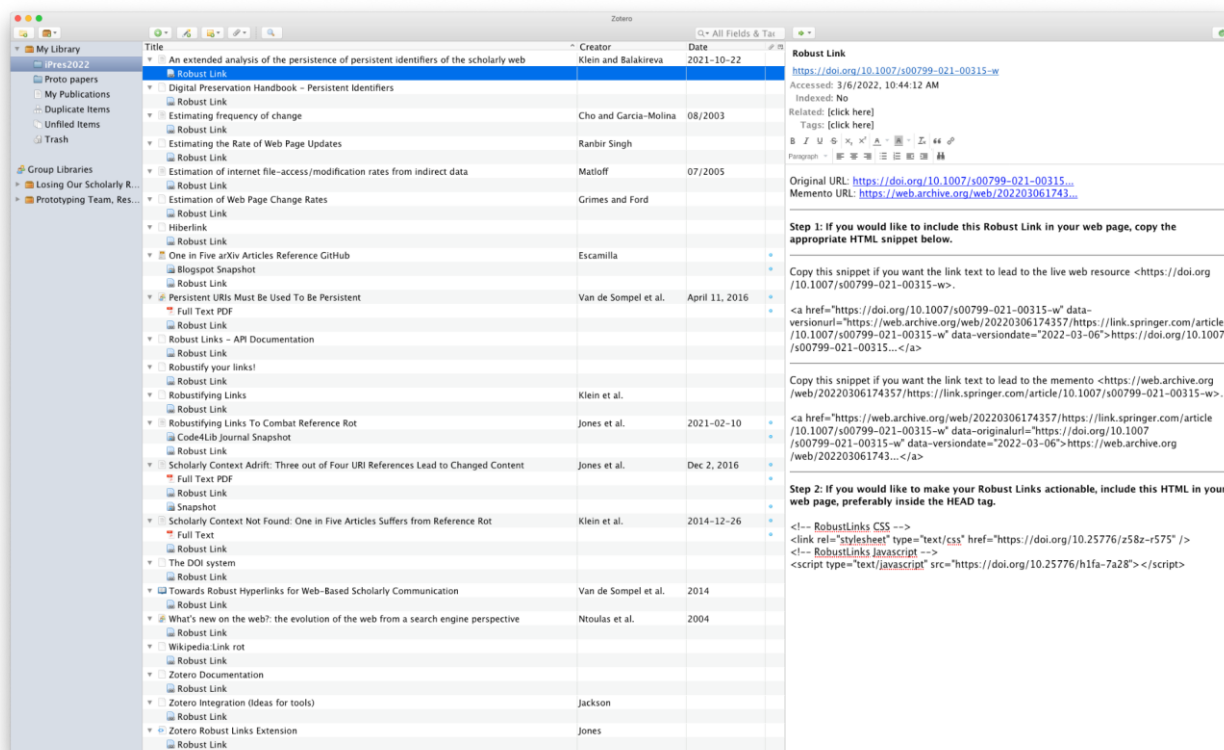 Zotero
All Fields & Ta
My Library
iPres2022
Proto papers
My Publications
Duplicate Items
Unfiled Items
Trash
Group Libraries
Losing Our Scholarly R...
Prototyping Team, Res...
Title Creator Date
An extended analysis of the persistence of persistent identifiers of the scholarly web Klein and Balakireva 2021-10-22
Robust Link
Digital Preservation Handbook - Persistent Identifiers
Robust Link
Estimating frequency of change Cho and Garcia-Molina 08/2003
Robust Link
Estimating the Rate of Web Page Updates Ranbir Singh
Robust Link
Estimation of internet file-access/modification rates from indirect data Matloff 07/2005
Robust Link
Estimation of Web Page Change Rates Grimes and Ford
Robust Link
Hiberlink
Robust Link
One in Five arXiv Articles Reference GitHub Escamilla
Blogspot Snapshot
Robust Link
Persistent URIs Must Be Used To Be Persistent Van de Sompel et al. April 11, 2016
Full Text PDF
Robust Link
Robust Links - API Documentation
Robust Link
Robustify your links!
Robust Link
Robustifying Links Klein et al.
Robust Link
Robustifying Links To Combat Reference Rot Jones et al. 2021-02-10
Code4Lib Journal Snapshot
Robust Link
Scholarly Context Adrift: Three out of Four URI References Lead to Changed Content Jones et al. Dec 2, 2016
Full Text PDF
Robust Link
Snapshot
Scholarly Context Not Found: One in Five Articles Suffers from Reference Rot Klein et al. 2014-12-26
Full Text
Robust Link
The DOI system
Robust Link
Towards Robust Hyperlinks for Web-Based Scholarly Communication Van de Sompel et al. 2014
Robust Link
What's new on the web?: the evolution of the web from a search engine perspective Ntoulas et al. 2004
Robust Link
Wikipedia:Link rot
Robust Link
Zotero Documentation
Robust Link
Zotero Integration (Ideas for tools) Jackson
Robust Link
Zotero Robust Links Extension Jones
Robust Link
Robust Link
https://doi.org/10.1007/s00799-021-00315-w
Accessed: 3/6/2022, 10:44:12 AM
Indexed: No
Related: [click here]
Tags: [click here]
Paragraph
Original URL: https://doi.org/10.1007/s00799-021-00315...
Memento URL: https://web.archive.org/web/202203061743...
Step 1: If you would like to include this Robust Link in your web page, copy the
appropriate HTML snippet below.
Copy this snippet if you want the link text to lead to the live web resource <https://doi.org
/10.1007/s00799-021-00315-w>.
<a href="https://doi.org/10.1007/s00799-021-00315-w" data-
versionurl="https://web.archive.org/web/20220306174357/https://link.springer.com/article
/10.1007/s00799-021-00315-w" data-versiondate="2022-03-06">https://doi.org/10.1007
/s00799-021-00315...</a>
Copy this snippet if you want the link text to lead to the memento <https://web.archive.org
/web/20220306174357/https://link.springer.com/article/10.1007/s00799-021-00315-w>.
<a href="https://web.archive.org/web/20220306174357/https://link.springer.com/article
/10.1007/s00799-021-00315-w" data-originalurl="https://doi.org/10.1007
/s00799-021-00315-w" data-versiondate="2022-03-06">https://web.archive.org
/web/202203061743...</a>
Step 2: If you would like to make your Robust Links actionable, include this HTML in your
web page, preferably inside the HEAD tag.
<!-- RobustLinks CSS -->
<link rel="stylesheet" type="text/css" href="https://doi.org/10.25776/z58z-r575" />
<!-- RobustLinks Javascript -->
<script type="text/javascript" src="https://doi.org/10.25776/h1fa-7a28"></script>